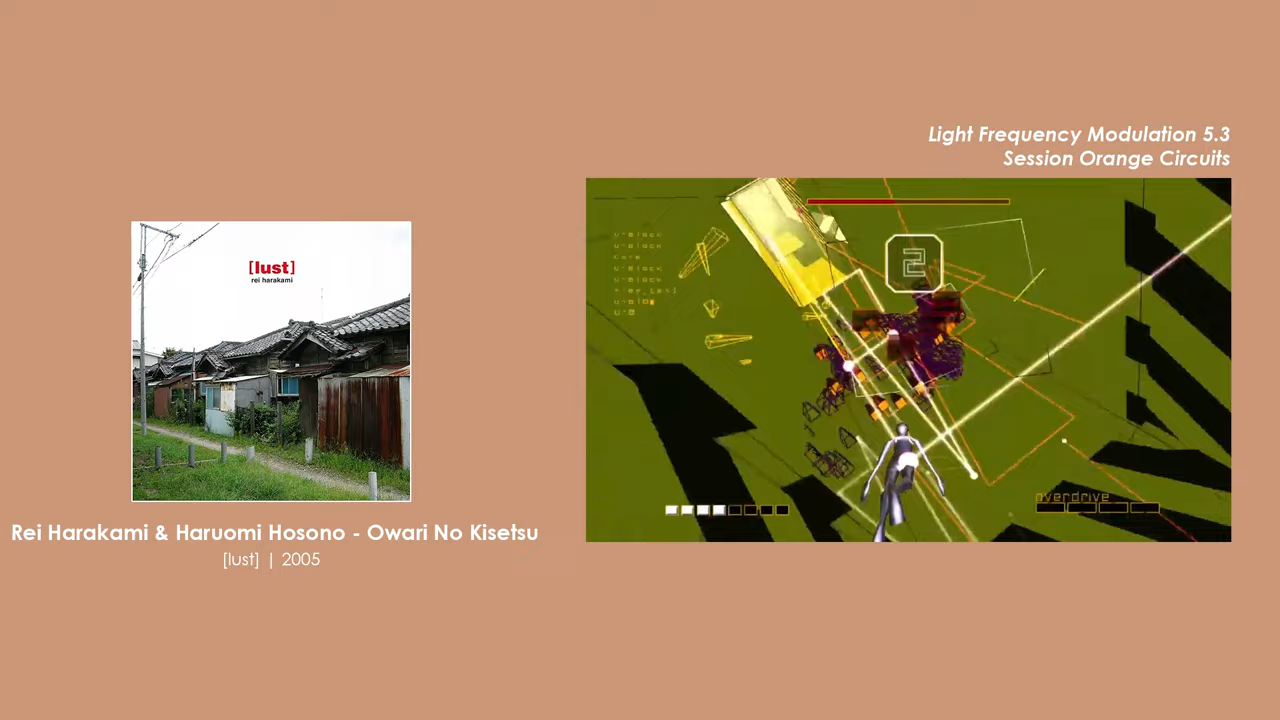 Light Frequency Modulation 5.3
Session Orange Circuits
[lust]
rei harakami
2
overdrive
Rei Harakami & Haruomi Hosono - Owari No Kisetsu
[lust] | 2005